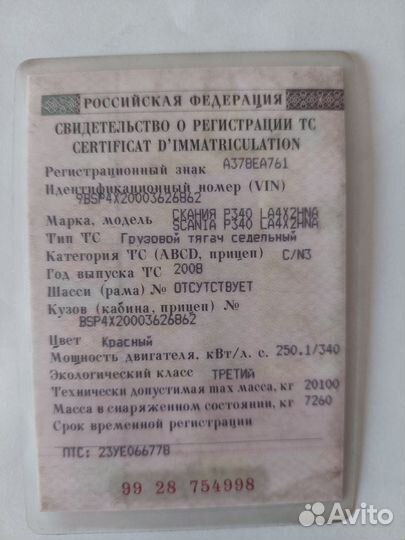 РОССИЙСКАЯ ФЕДЕРАЦИЯ
СВИДЕТЕЛЬСТВО О РЕГИСТРАЦИИ ТС
CERTIFICAT D'IMMATRICULATION
Регистрационный знак А378ЕА761
Идентификационный номер (VIN)
9BSP4X20003626862
Марка, модель СКАНИЯ Р340 LA4X2HNA
SCANIA P340 LA4X2HNA
Тип ТС Грузовой тягач седельный
Категория ТС (ABCD, прицеп) C/N3
Год выпуска ТС 2008
Шасси (рама) № ОТСУТСТВУЕТ
Кузов (кабина, прицеп) №
BSP4X20003626862
Цвет Красный
Мощность двигателя, кВт/л. с. 250.1/340
Экологический класс ТРЕТИЙ
Технически допустимая max масса, кг 20100
Масса в снаряженном состоянии, кг 7260
Срок временной регистрации
ПТС: 23УЕ066778
99 28 754998
Avito